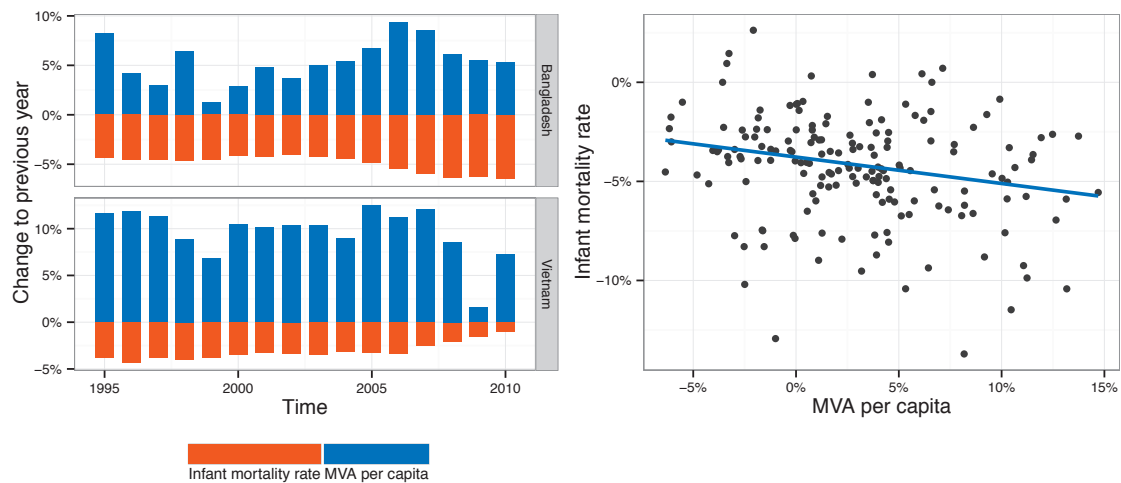 10%
5%
0%
−5%
Bangladesh
10%
5%
0%
−5%
Vietnam
Change to previous year
1995
2000
2005
2010
Time
Infant mortality rate
MVA per capita
0%
−5%
−10%
Infant mortality rate
−5%
0%
5%
10%
15%
MVA per capita